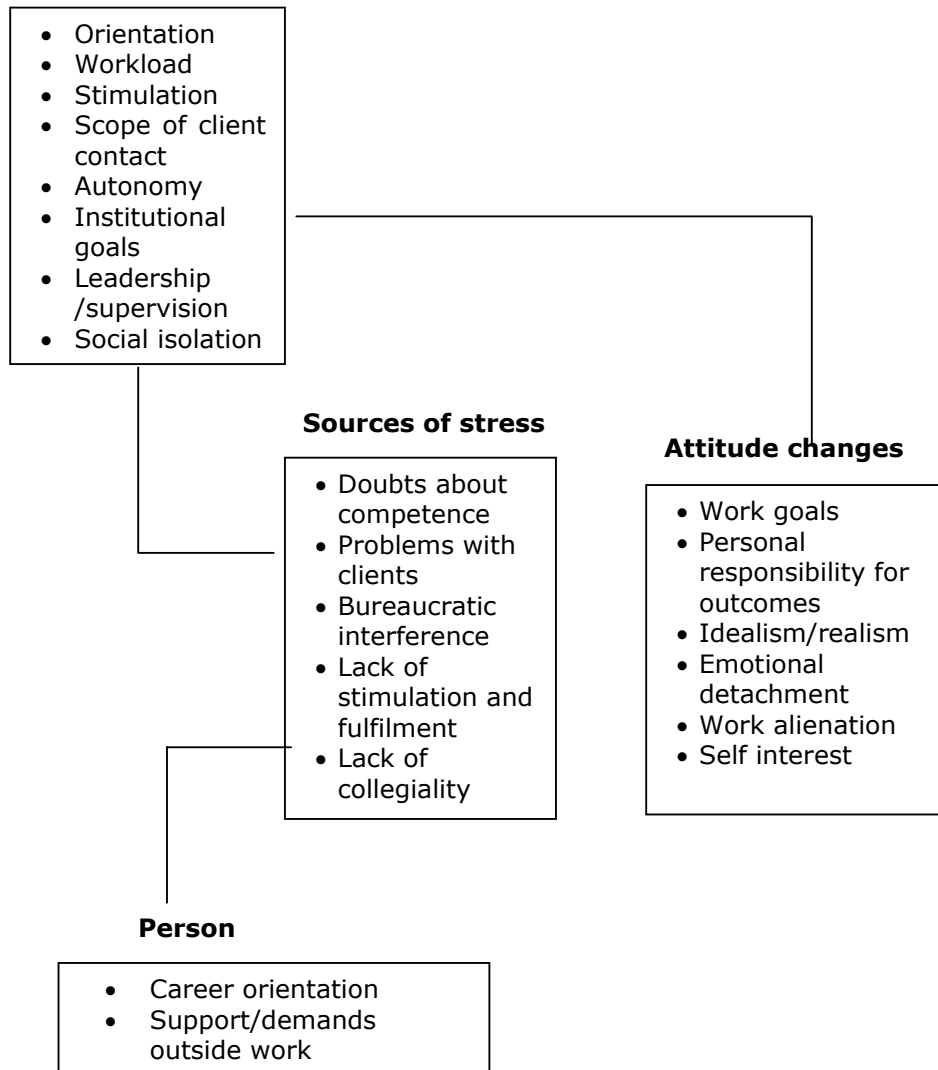 • Orientation
• Workload
• Stimulation
• Scope of client
contact
• Autonomy
• Institutional
goals
• Leadership
/supervision
• Social isolation
Sources of stress
• Doubts about
competence
• Problems with
clients
• Bureaucratic
interference
• Lack of
stimulation and
fulfilment
• Lack of
collegiality
Attitude changes
• Work goals
• Personal
responsibility for
outcomes
• Idealism/realism
• Emotional
detachment
• Work alienation
• Self interest
Person
• Career orientation
• Support/demands
outside work